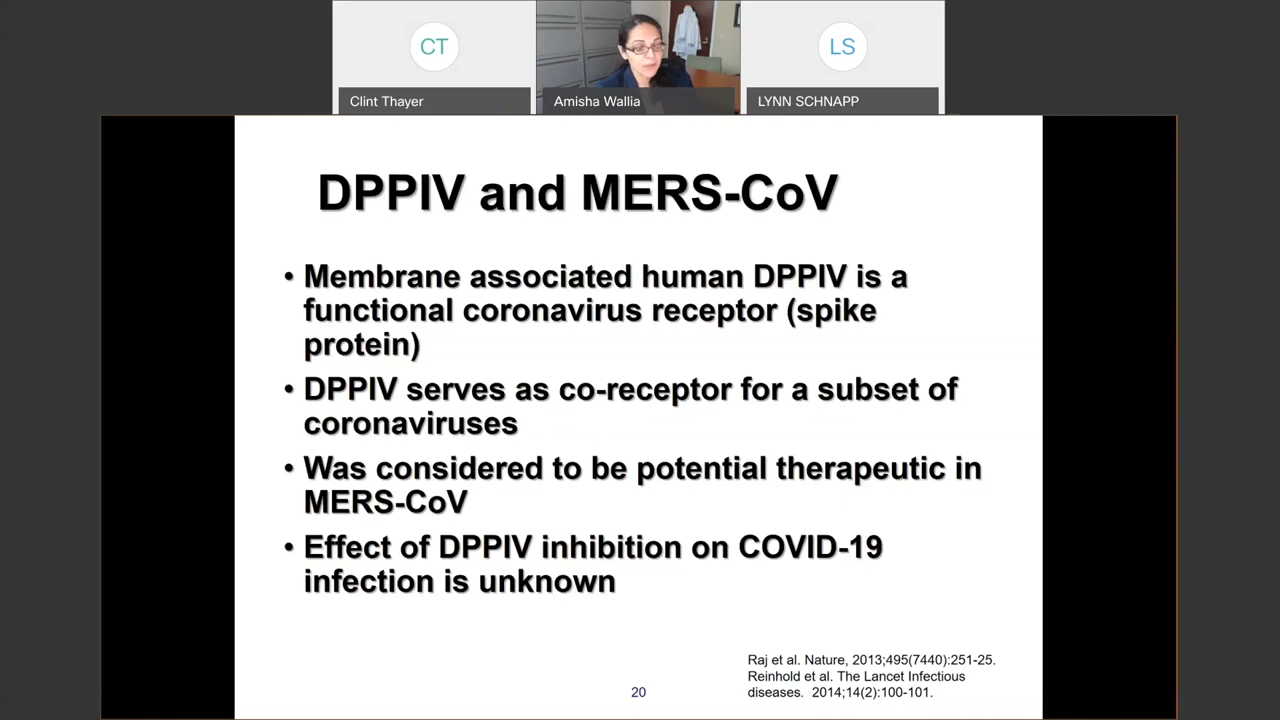 CT
LS
Clint Thayer
Amisha Wallia
LYNN SCHNAPP
DPPIV and MERS-CoV
• Membrane associated human DPPIV is a
functional coronavirus receptor (spike
protein)
• DPPIV serves as co-receptor for a subset of
coronaviruses
• Was considered to be potential therapeutic in
MERS-CoV
• Effect of DPPIV inhibition on COVID-19
infection is unknown
Raj et al. Nature, 2013;495(7440):251-25.
Reinhold et al. The Lancet Infectious
diseases. 2014;14(2):100-101.
20